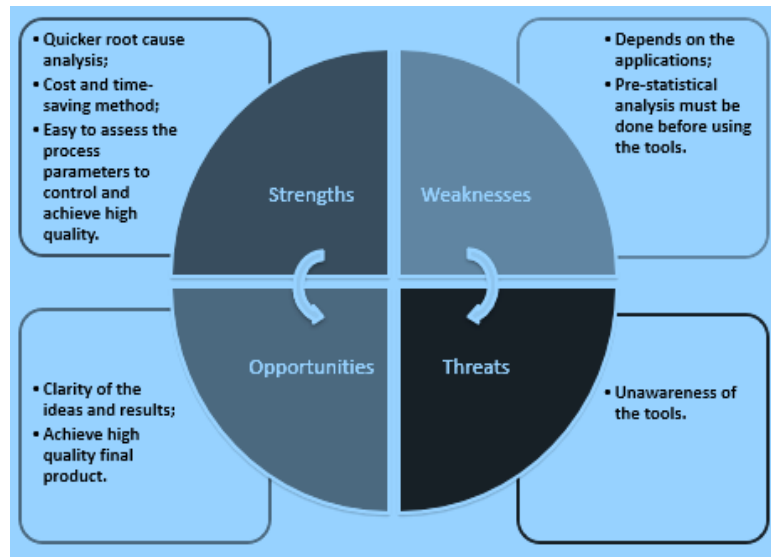 • Quicker root cause
analysis;
• Cost and time-
saving method;
• Easy to assess the
process
parameters to
control and
achieve high
quality.
• Depends on the
applications;
• Pre-statistical
analysis must be
done before using
the tools.
Strengths
Weaknesses
Opportunities
Threats
• Clarity of the
ideas and results;
• Achieve high
quality final
product.
• Unawareness of
the tools.